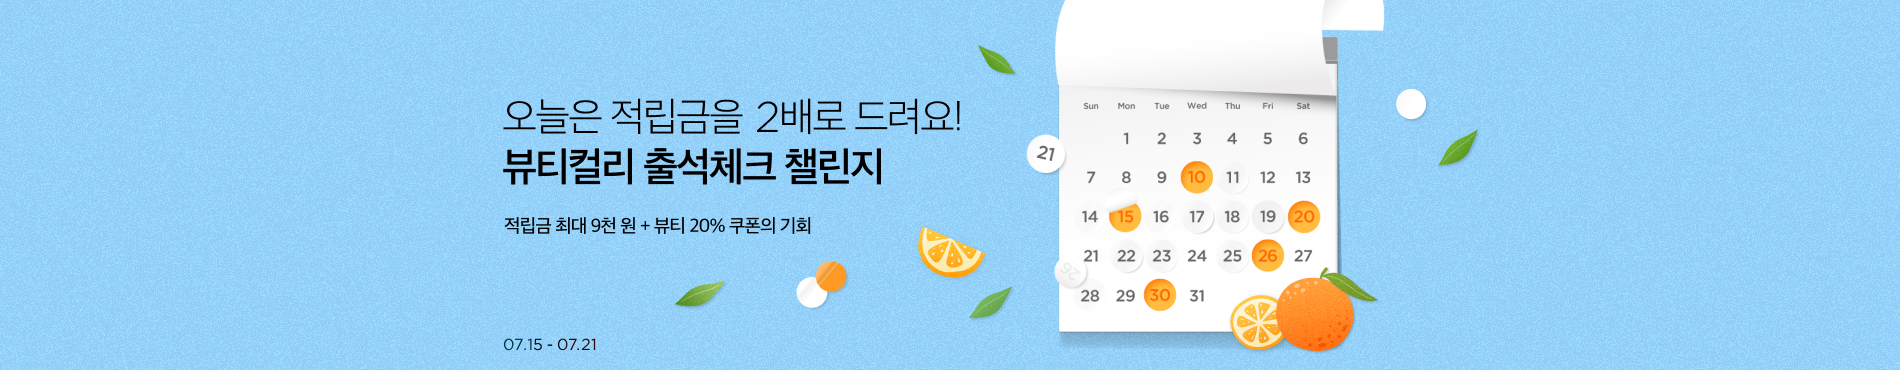 오늘은 적립금을 2배로 드려요!
뷰티컬리 출석체크 챌린지
적립금 최대 9천 원 + 뷰티 20% 쿠폰의 기회
07.15 - 07.21
Sun Mon Tue Wed Thu Fri Sat
1 2 3 4 5 6
21
7 8 9 10 11 12 13
14 15 16 17 18 19 20
21 22 23 24 25 26 27
26
28 29 30 31